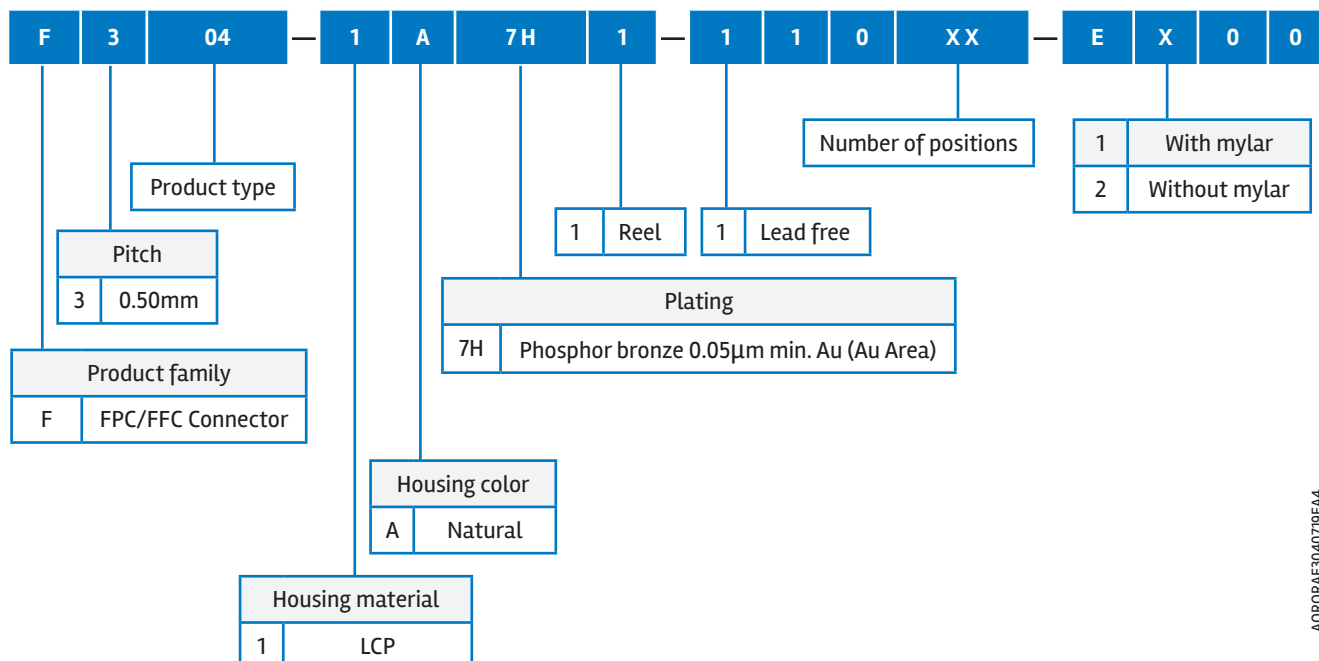 F 3 04 — 1 A 7H 1 — 1 1 0 XX — E X 0 0
Number of positions
1 With mylar
2 Without mylar
Product type
1 Reel
1 Lead free
Pitch
3 0.50mm
Plating
7H Phosphor bronze 0.05µm min. Au (Au Area)
Product family
F FPC/FFC Connector
Housing color
A Natural
Housing material
1 LCP